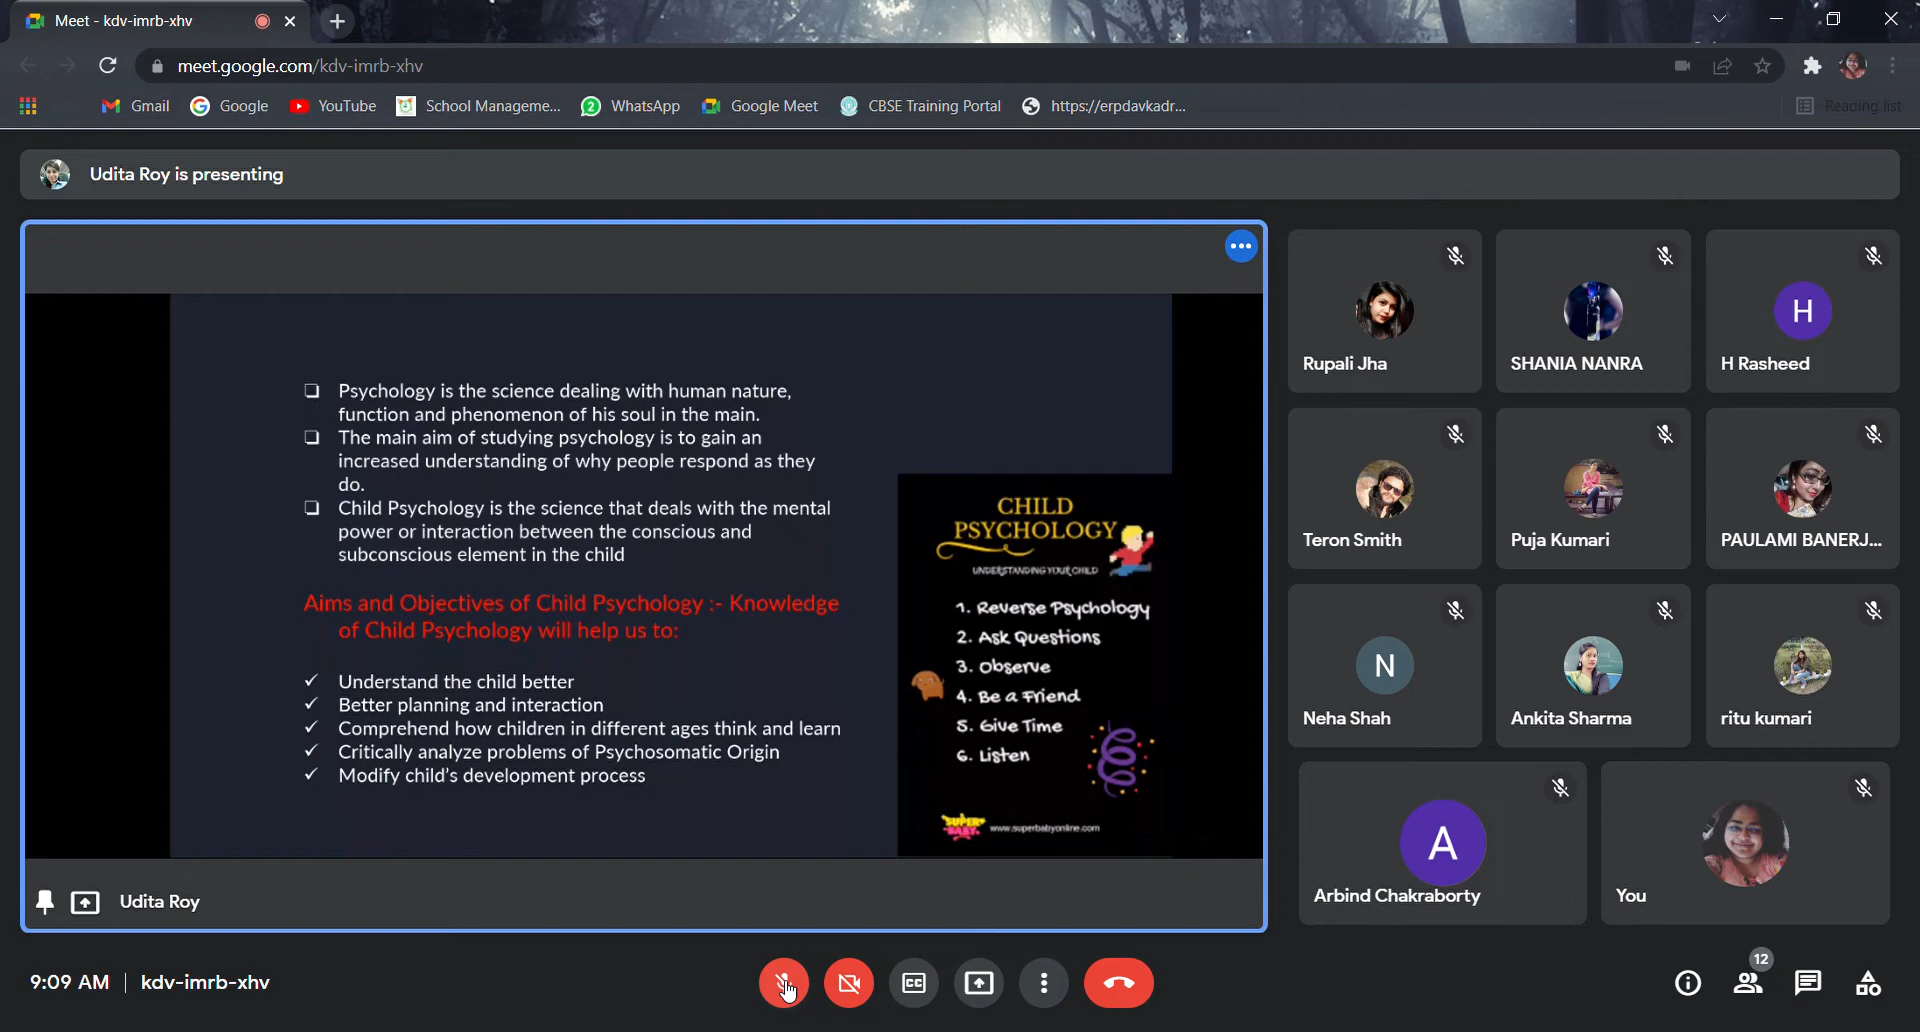 Meet - kdv-imrb-xhv
meet.google.com/kdv-imrb-xhv
Gmail
Google
YouTube
School Manageme...
WhatsApp
Google Meet
CBSE Training Portal
https://erpdavkadr...
Reading list
Udita Roy is presenting
Psychology is the science dealing with human nature,
function and phenomenon of his soul in the main.
The main aim of studying psychology is to gain an
increased understanding of why people respond as they
do.
Child Psychology is the science that deals with the mental
power or interaction between the conscious and
subconscious element in the child
Aims and Objectives of Child Psychology :- Knowledge
of Child Psychology will help us to:
✓ Understand the child better
✓ Better planning and interaction
✓ Comprehend how children in different ages think and learn
✓ Critically analyze problems of Psychosomatic Origin
✓ Modify child's development process
CHILD
PSYCHOLOGY
UNDERSTANDING YOUR CHILD
1. Reverse Psychology
2. Ask Questions
3. Observe
4. Be a Friend
5. Give Time
6. Listen
SUPER
BABY
www.superbabyonline.com
Udita Roy
Rupali Jha
SHANIA NANRA
H
H Rasheed
Teron Smith
Puja Kumari
PAULAMI BANERJ...
N
Neha Shah
Ankita Sharma
ritu kumari
A
Arbind Chakraborty
You
9:09 AM | kdv-imrb-xhv
CC
12